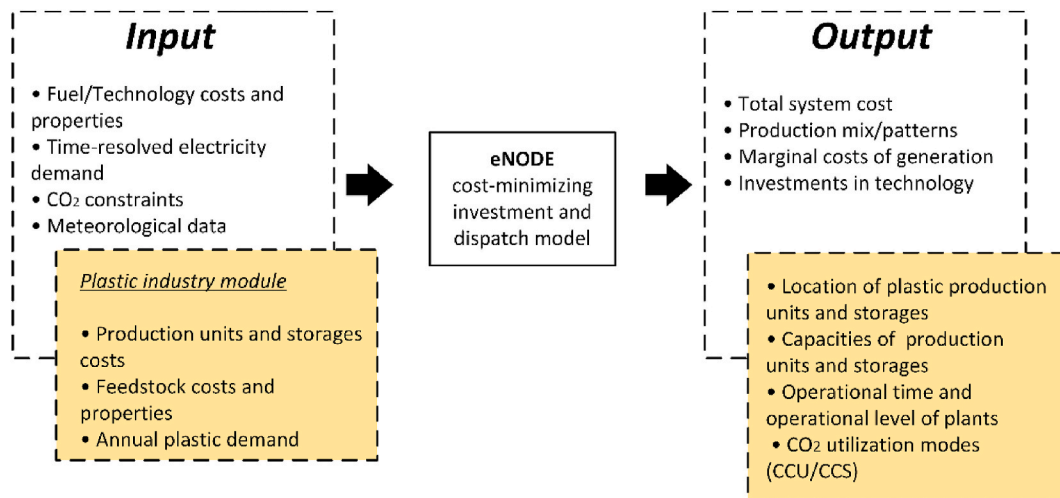 Input
• Fuel/Technology costs and
properties
• Time-resolved electricity
demand
• CO₂ constraints
• Meteorological data
Plastic industry module
• Production units and storages
costs
• Feedstock costs and
properties
• Annual plastic demand
eNODE
cost-minimizing
investment and
dispatch model
Output
• Total system cost
• Production mix/patterns
• Marginal costs of generation
• Investments in technology
• Location of plastic production
units and storages
• Capacities of production
units and storages
• Operational time and
operational level of plants
• CO₂ utilization modes
(CCU/CCS)